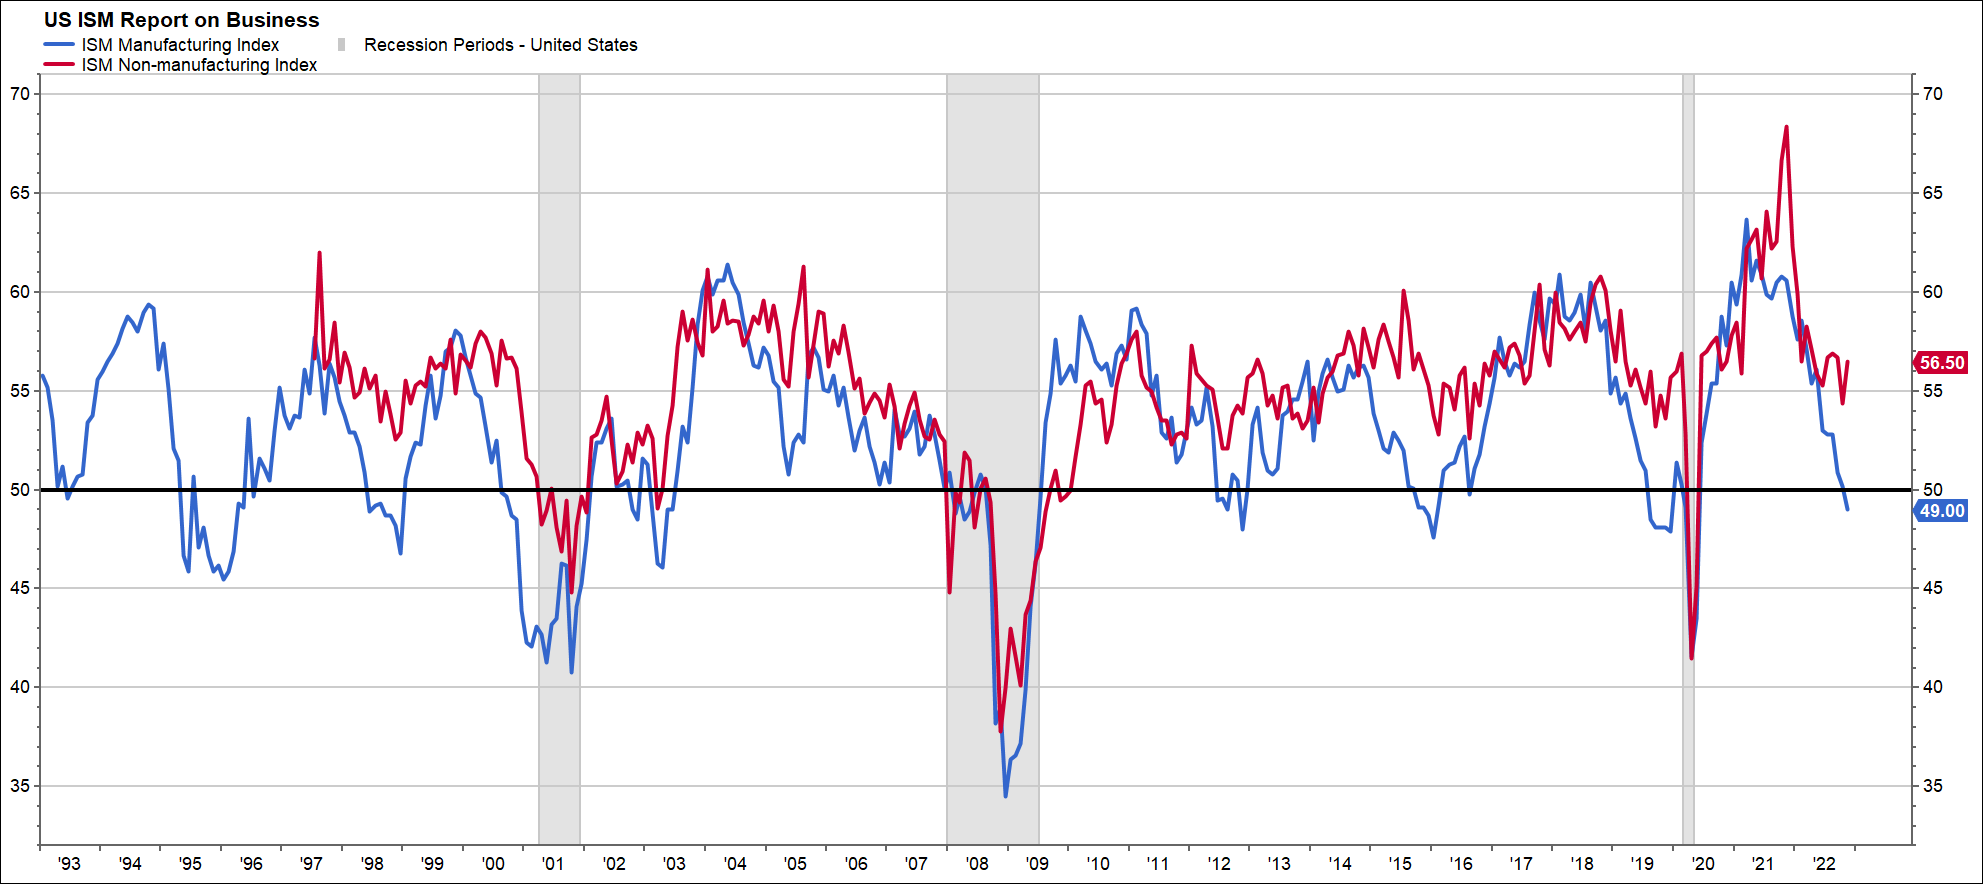 US ISM Report on Business
ISM Manufacturing Index
Recession Periods - United States
ISM Non-manufacturing Index
70 70
65 65
60 60
56.50
55 55
50 50
49.00
45 45
40 40
35 35
'93 '94 '95 '96 '97 '98 '99 '00 '01 '02 '03 '04 '05 '06 '07 '08 '09 '10 '11 '12 '13 '14 '15 '16 '17 '18 '19 '20 '21 '22